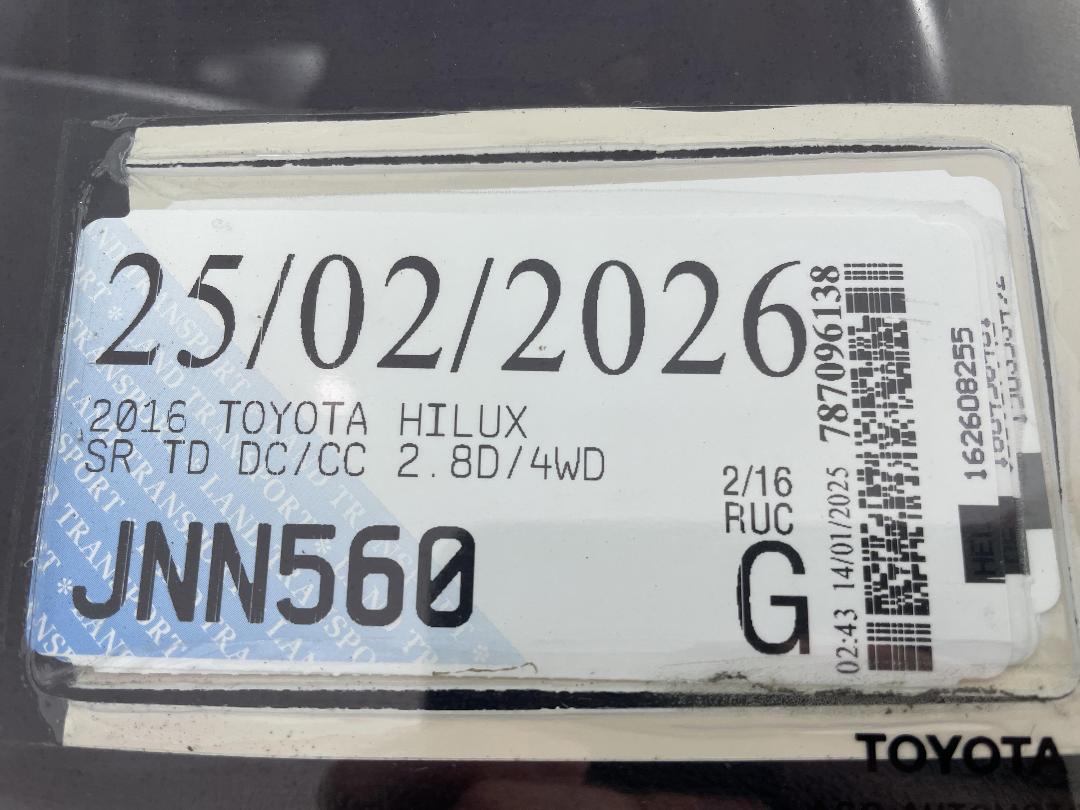 25/02/2026
2016 TOYOTA HILUX
SR TD DC/CC 2.8D/4WD
JNN560
2/16
RUC
G
02:43 14/01/2025 787096138
162608255
TOYOTA